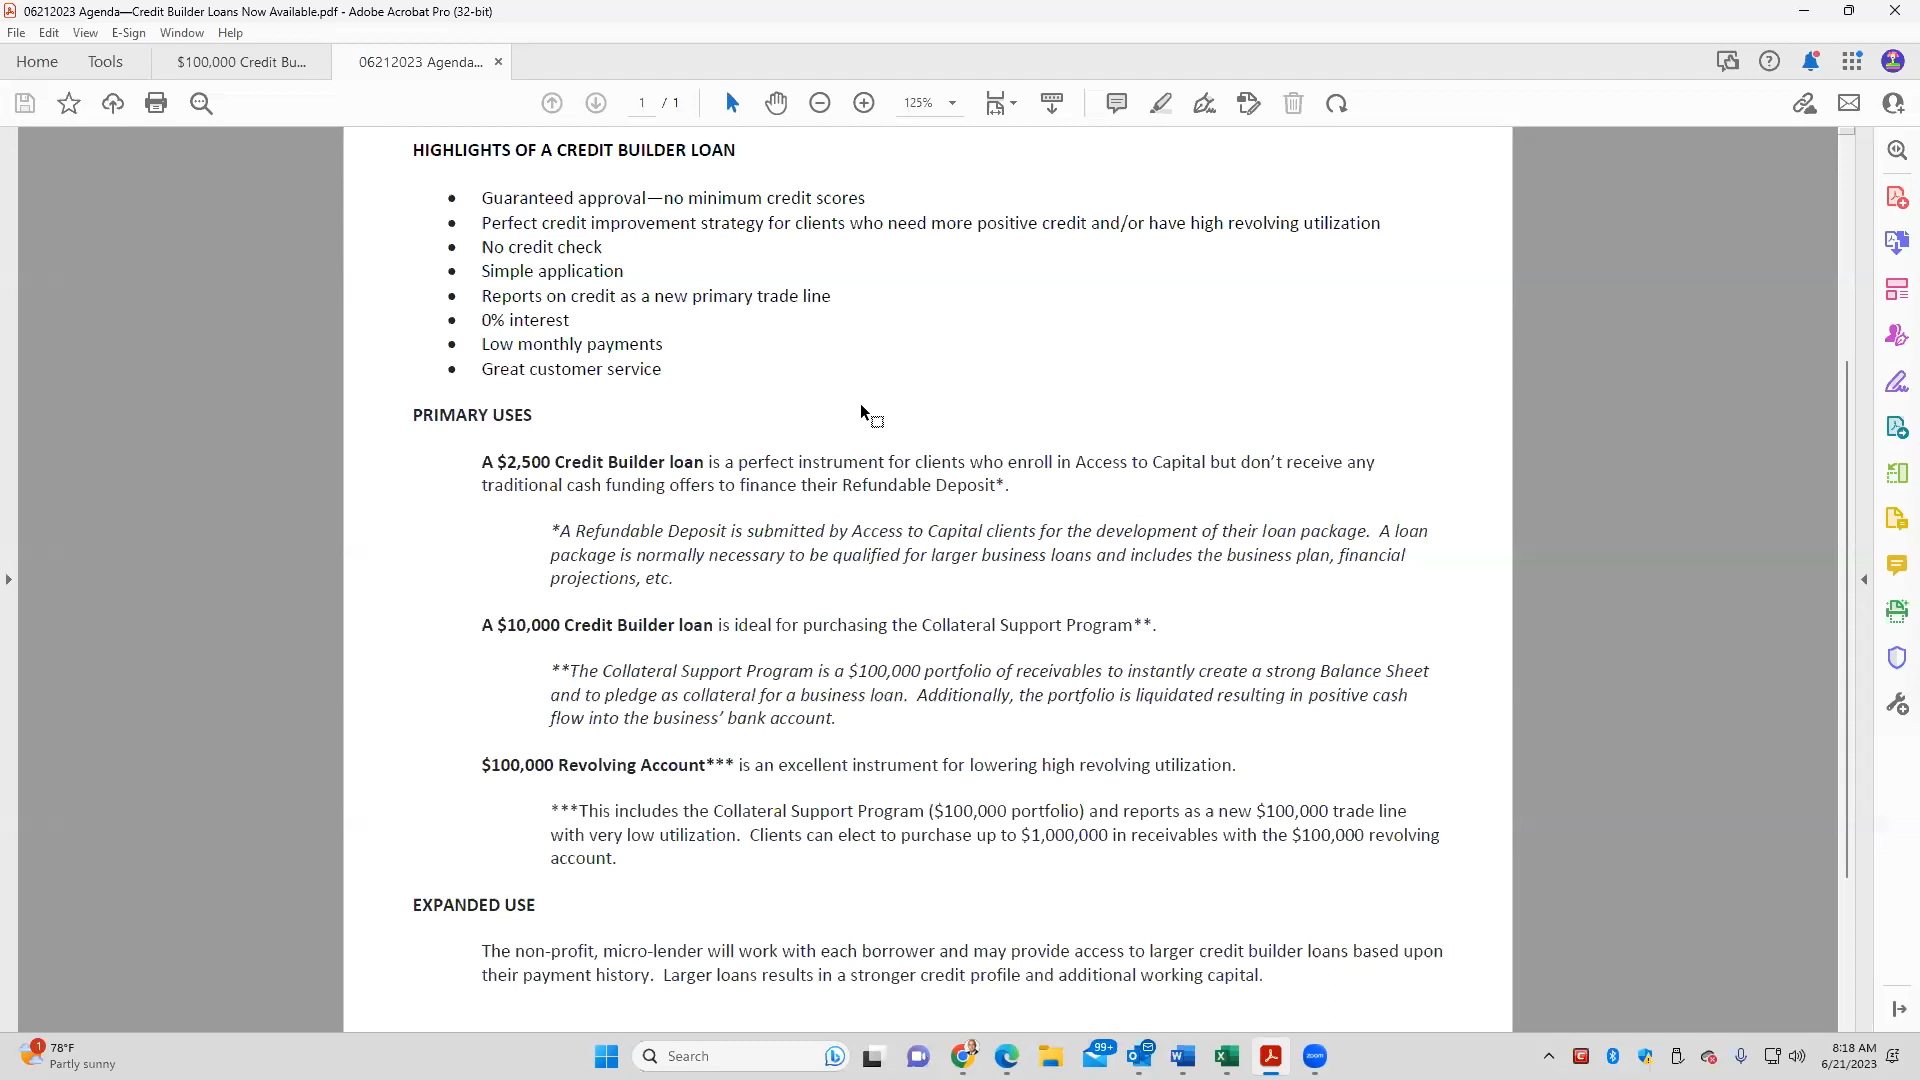 06212023 Agenda—Credit Builder Loans Now Available.pdf - Adobe Acrobat Pro (32-bit)
File Edit View E-Sign Window Help
Home Tools $100,000 Credit Bu... 06212023 Agenda... ×
1 / 1 125%
HIGHLIGHTS OF A CREDIT BUILDER LOAN
• Guaranteed approval—no minimum credit scores
• Perfect credit improvement strategy for clients who need more positive credit and/or have high revolving utilization
• No credit check
• Simple application
• Reports on credit as a new primary trade line
• 0% interest
• Low monthly payments
• Great customer service
PRIMARY USES
A $2,500 Credit Builder loan is a perfect instrument for clients who enroll in Access to Capital but don’t receive any
traditional cash funding offers to finance their Refundable Deposit*.
*A Refundable Deposit is submitted by Access to Capital clients for the development of their loan package. A loan
package is normally necessary to be qualified for larger business loans and includes the business plan, financial
projections, etc.
A $10,000 Credit Builder loan is ideal for purchasing the Collateral Support Program**.
**The Collateral Support Program is a $100,000 portfolio of receivables to instantly create a strong Balance Sheet
and to pledge as collateral for a business loan. Additionally, the portfolio is liquidated resulting in positive cash
flow into the business’ bank account.
$100,000 Revolving Account*** is an excellent instrument for lowering high revolving utilization.
***This includes the Collateral Support Program ($100,000 portfolio) and reports as a new $100,000 trade line
with very low utilization. Clients can elect to purchase up to $1,000,000 in receivables with the $100,000 revolving
account.
EXPANDED USE
The non-profit, micro-lender will work with each borrower and may provide access to larger credit builder loans based upon
their payment history. Larger loans results in a stronger credit profile and additional working capital.
1 78°F
Partly sunny
Search
99+
zoom
8:18 AM
6/21/2023